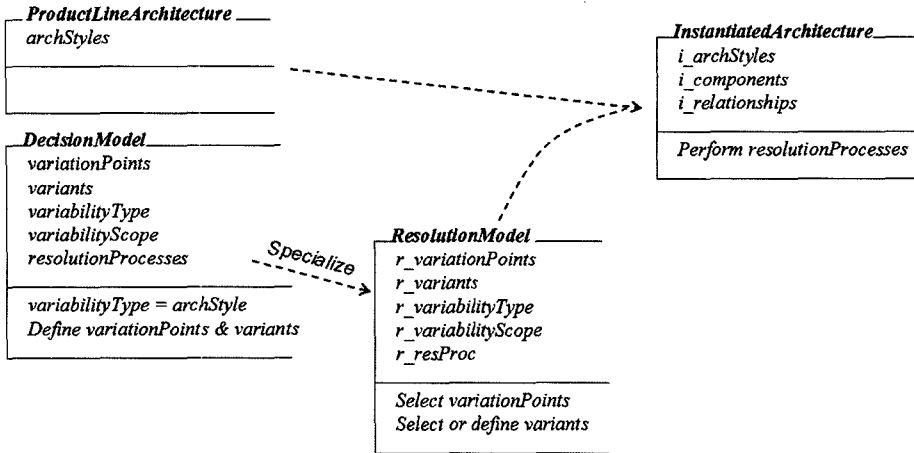 ProductLineArchitecture
archStyles
InstantiatedArchitecture
i_archStyles
i_components
i_relationships
Perform resolutionProcesses
DecisionModel
variationPoints
variants
variabilityType
variabilityScope
resolutionProcesses
variabilityType = archStyle
Define variationPoints & variants
Specialize
ResolutionModel
r_variationPoints
r_variants
r_variabilityType
r_variabilityScope
r_resProc
Select variationPoints
Select or define variants